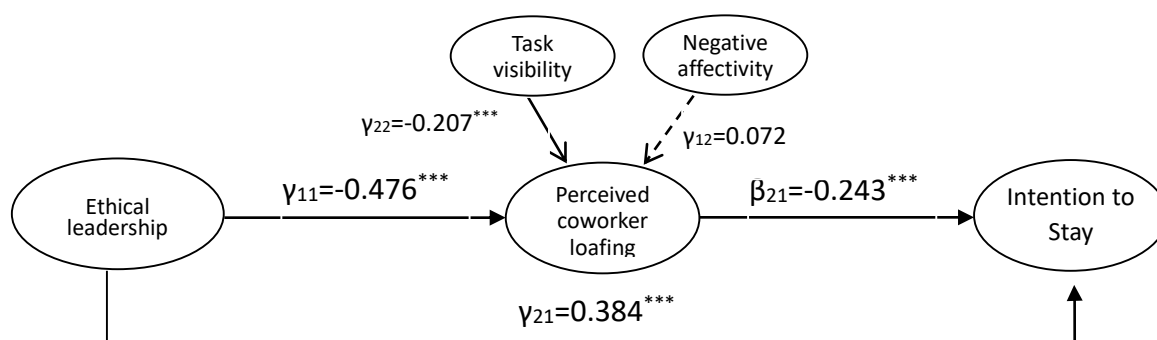 Task
visibility
Negative
affectivity
γ22=-0.207***
γ12=0.072
Ethical
leadership
γ11=-0.476***
Perceived
coworker
loafing
β21=-0.243***
Intention to
Stay
γ21=0.384***